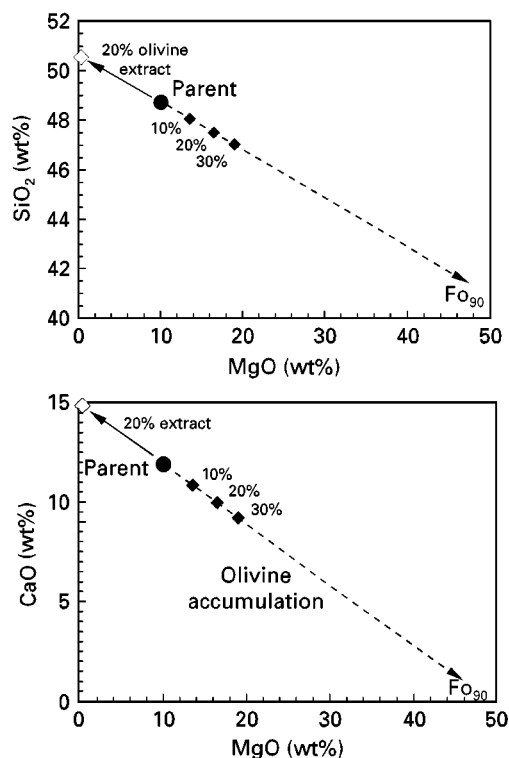 52
50
48
46
44
42
40
SiO₂ (wt%)
20% olivine
extract
Parent
10%
20%
30%
Fo₉₀
0
10
20
30
40
50
MgO (wt%)
15
10
5
0
CaO (wt%)
20% extract
Parent
10%
20%
30%
Olivine
accumulation
Fo₉₀
0
10
20
30
40
50
MgO (wt%)